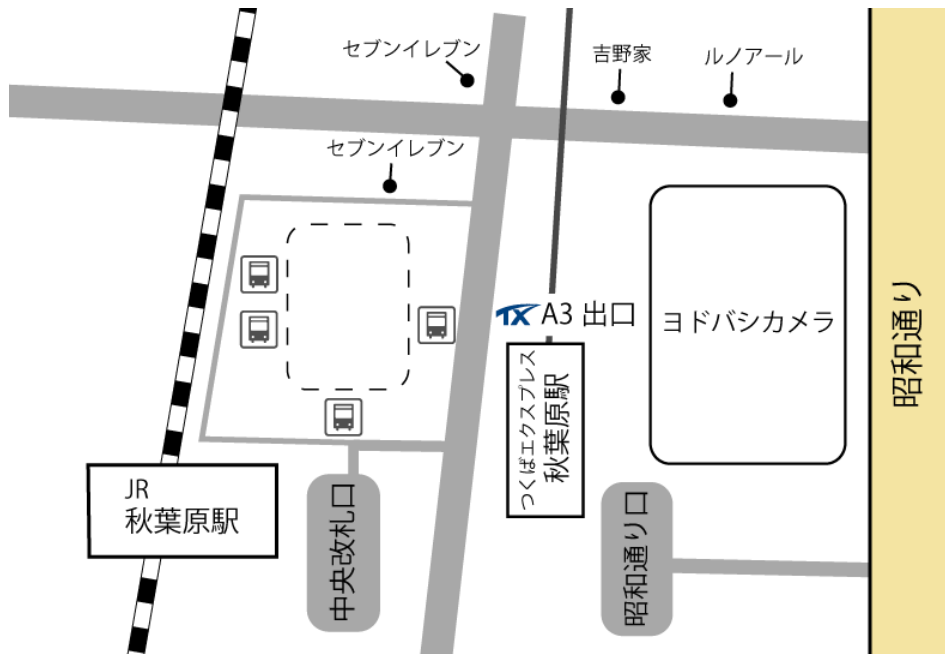 セブンイレブン
吉野家
ルノアール
セブンイレブン
TX A3 出口
ヨドバシカメラ
昭和通り
つくばエクスプレス
秋葉原駅
JR
秋葉原駅
中央改札口
昭和通り口